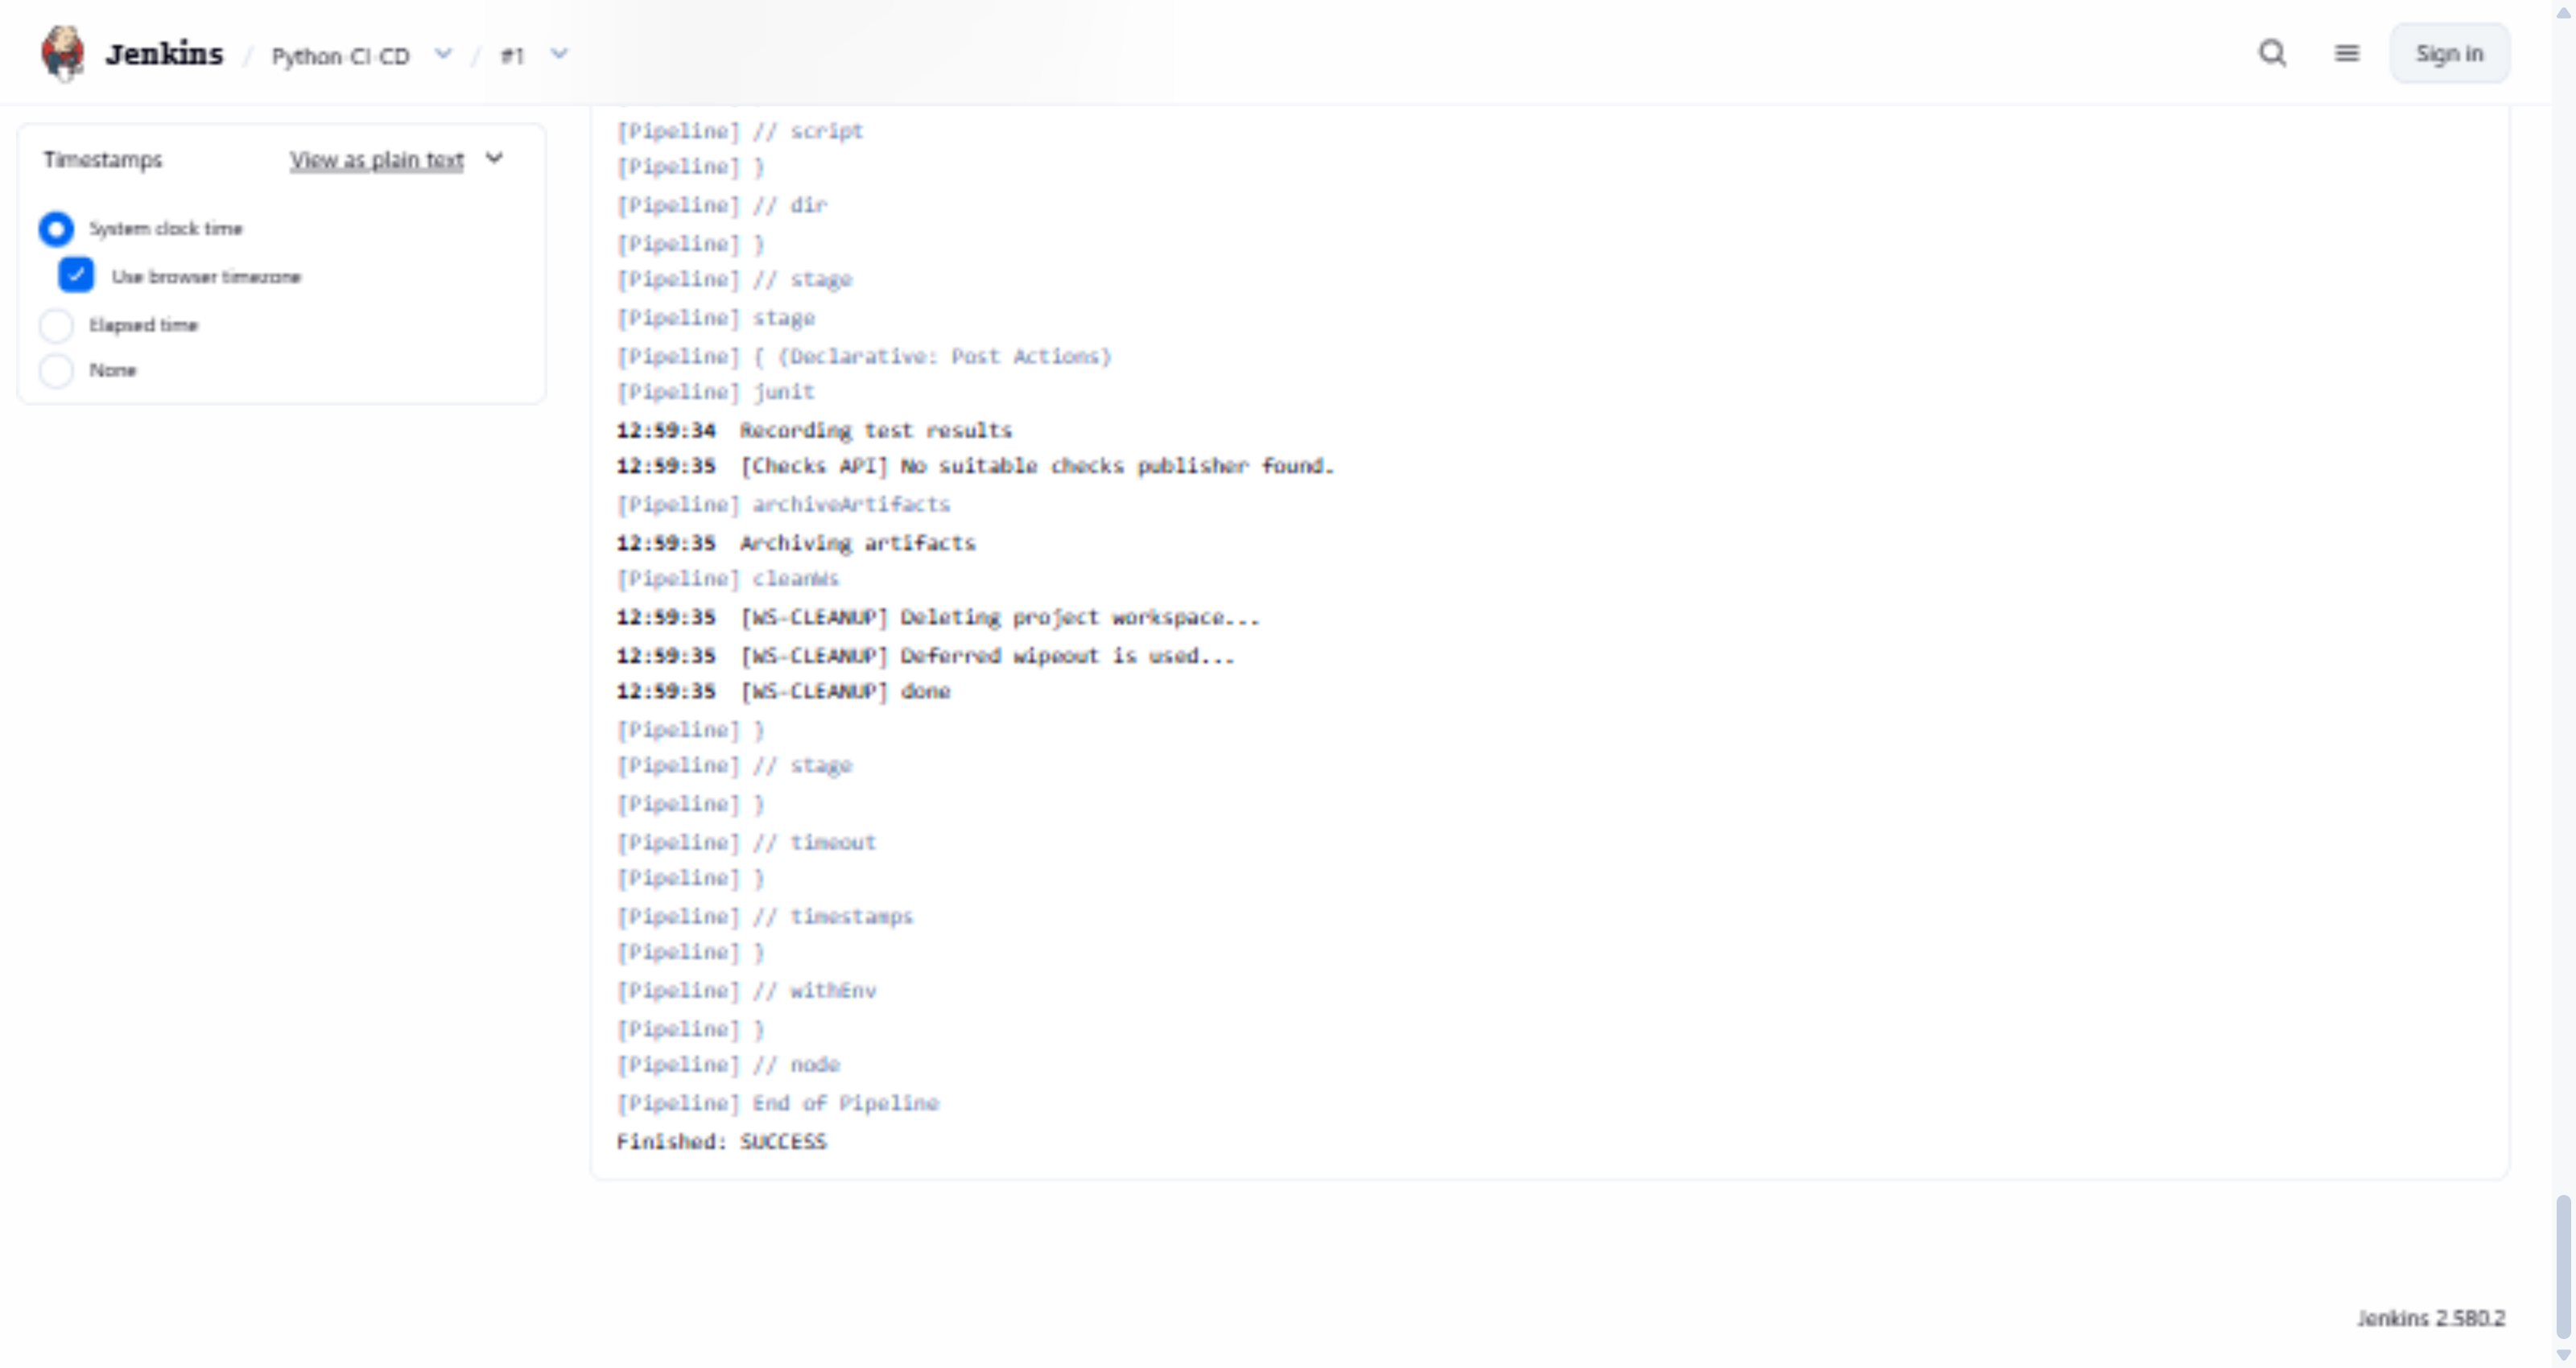 Jenkins / Python-CI-CD / #1
Sign in
Timestamps View as plain text
System clock time
Use browser timezone
Elapsed time
None
[Pipeline] // script
[Pipeline] }
[Pipeline] // dir
[Pipeline] }
[Pipeline] // stage
[Pipeline] stage
[Pipeline] { (Declarative: Post Actions)
[Pipeline] junit
12:59:34 Recording test results
12:59:35 [Checks API] No suitable checks publisher found.
[Pipeline] archiveArtifacts
12:59:35 Archiving artifacts
[Pipeline] cleanWs
12:59:35 [WS-CLEANUP] Deleting project workspace...
12:59:35 [WS-CLEANUP] Deferred wipeout is used...
12:59:35 [WS-CLEANUP] done
[Pipeline] }
[Pipeline] // stage
[Pipeline] }
[Pipeline] // timeout
[Pipeline] }
[Pipeline] // timestamps
[Pipeline] }
[Pipeline] // withEnv
[Pipeline] }
[Pipeline] // node
[Pipeline] End of Pipeline
Finished: SUCCESS
Jenkins 2.580.2